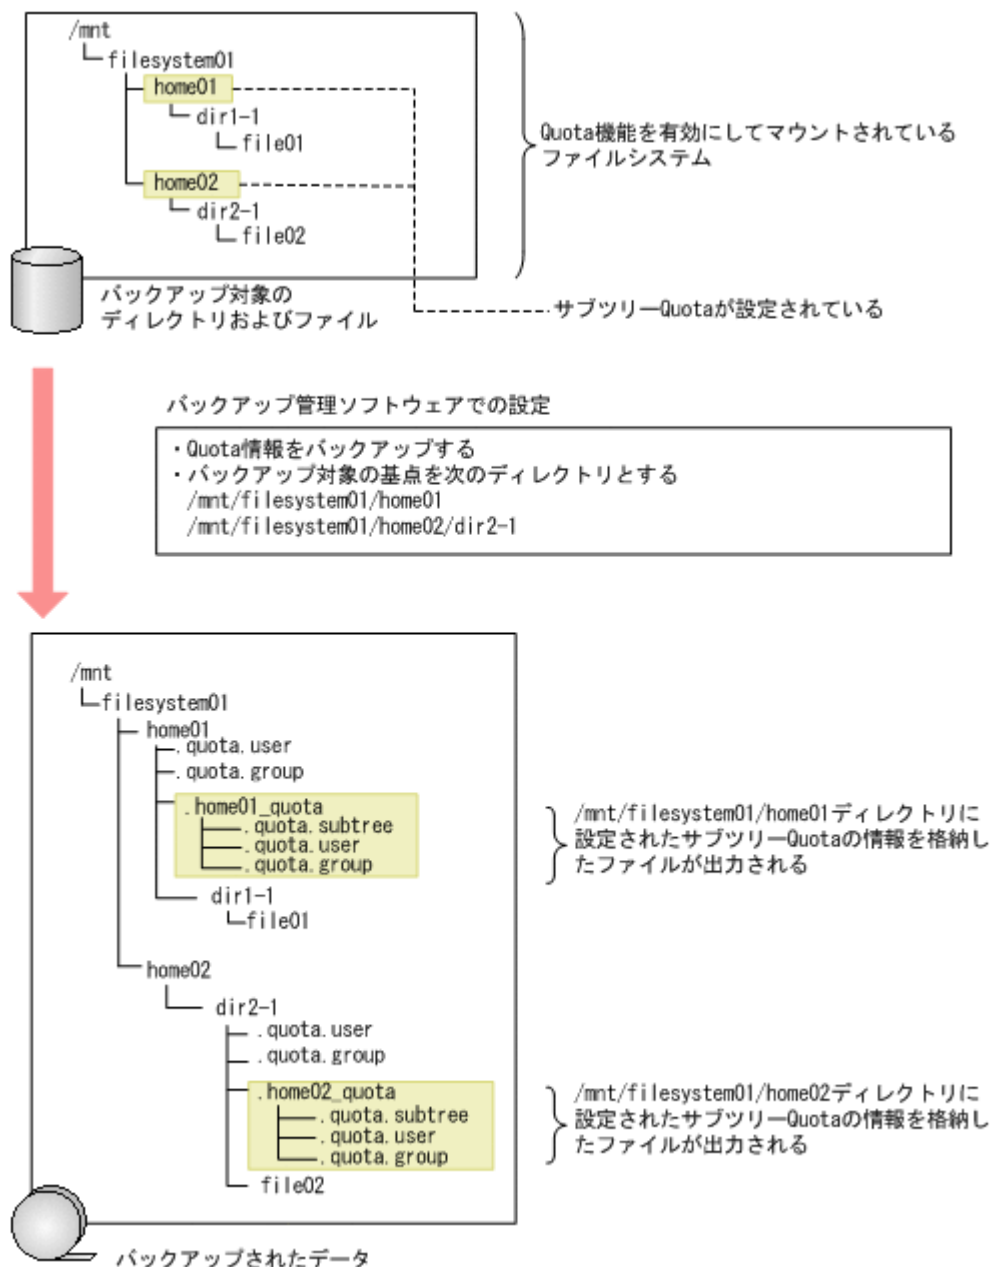 /mnt
filesystem01
home01
dir1-1
file01
home02
dir2-1
file02
Quota機能を有効にしてマウントされている
ファイルシステム
バックアップ対象の
ディレクトリおよびファイル
サブツリーQuotaが設定されている
バックアップ管理ソフトウェアでの設定
・Quota情報をバックアップする
・バックアップ対象の基点を次のディレクトリとする
/mnt/filesystem01/home01
/mnt/filesystem01/home02/dir2-1
/mnt
filesystem01
home01
.quota.user
.quota.group
.home01_quota
.quota.subtree
.quota.user
.quota.group
dir1-1
file01
/mnt/filesystem01/home01ディレクトリに
設定されたサブツリーQuotaの情報を格納し
たファイルが出力される
home02
dir2-1
.quota.user
.quota.group
.home02_quota
.quota.subtree
.quota.user
.quota.group
file02
/mnt/filesystem01/home02ディレクトリに
設定されたサブツリーQuotaの情報を格納し
たファイルが出力される
バックアップされたデータ